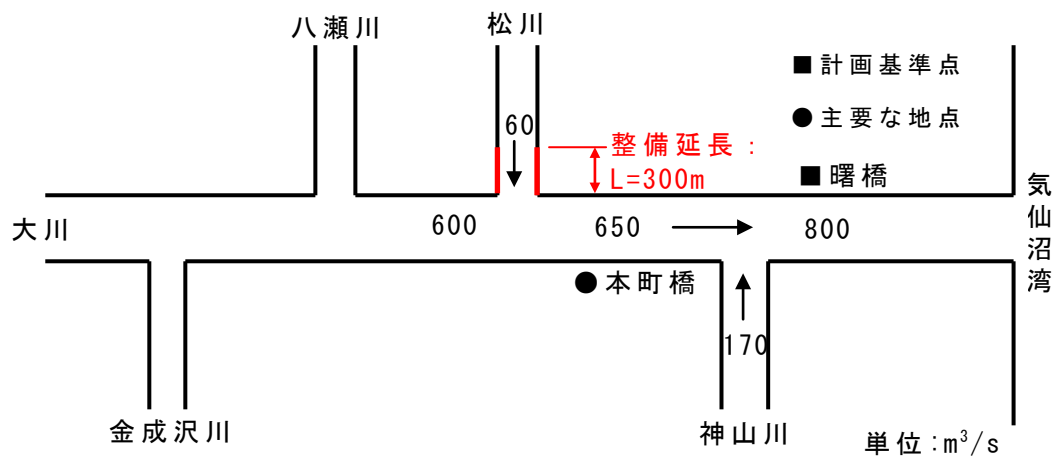 八瀬川
松川
■計画基準点
●主要な地点
60
整備延長：
L=300m
■曙橋
気仙沼湾
大川
600
650
800
●本町橋
170
金成沢川
神山川
単位:m³/s